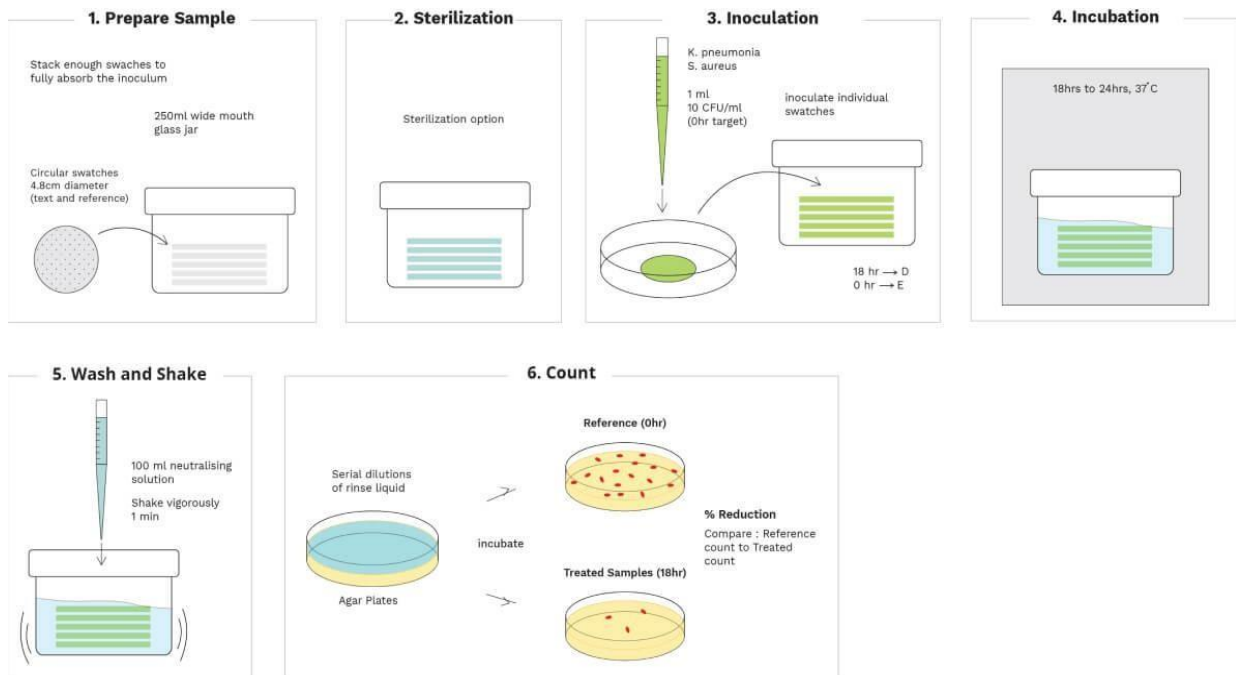 1. Prepare Sample
Stack enough swaches to
fully absorb the inoculum
250ml wide mouth
glass jar
Circular swatches
4.8cm diameter
(text and reference)
2. Sterilization
Sterilization option
3. Inoculation
K. pneumonia
S. aureus
1 ml
10 CFU/ml
(0hr target)
inoculate individual
swatches
18 hr → D
0 hr → E
4. Incubation
18hrs to 24hrs, 37°C
5. Wash and Shake
100 ml neutralising
solution
Shake vigorously
1 min
6. Count
Serial dilutions
of rinse liquid
Agar Plates
incubate
Reference (0hr)
Treated Samples (18hr)
% Reduction
Compare : Reference
count to Treated
count